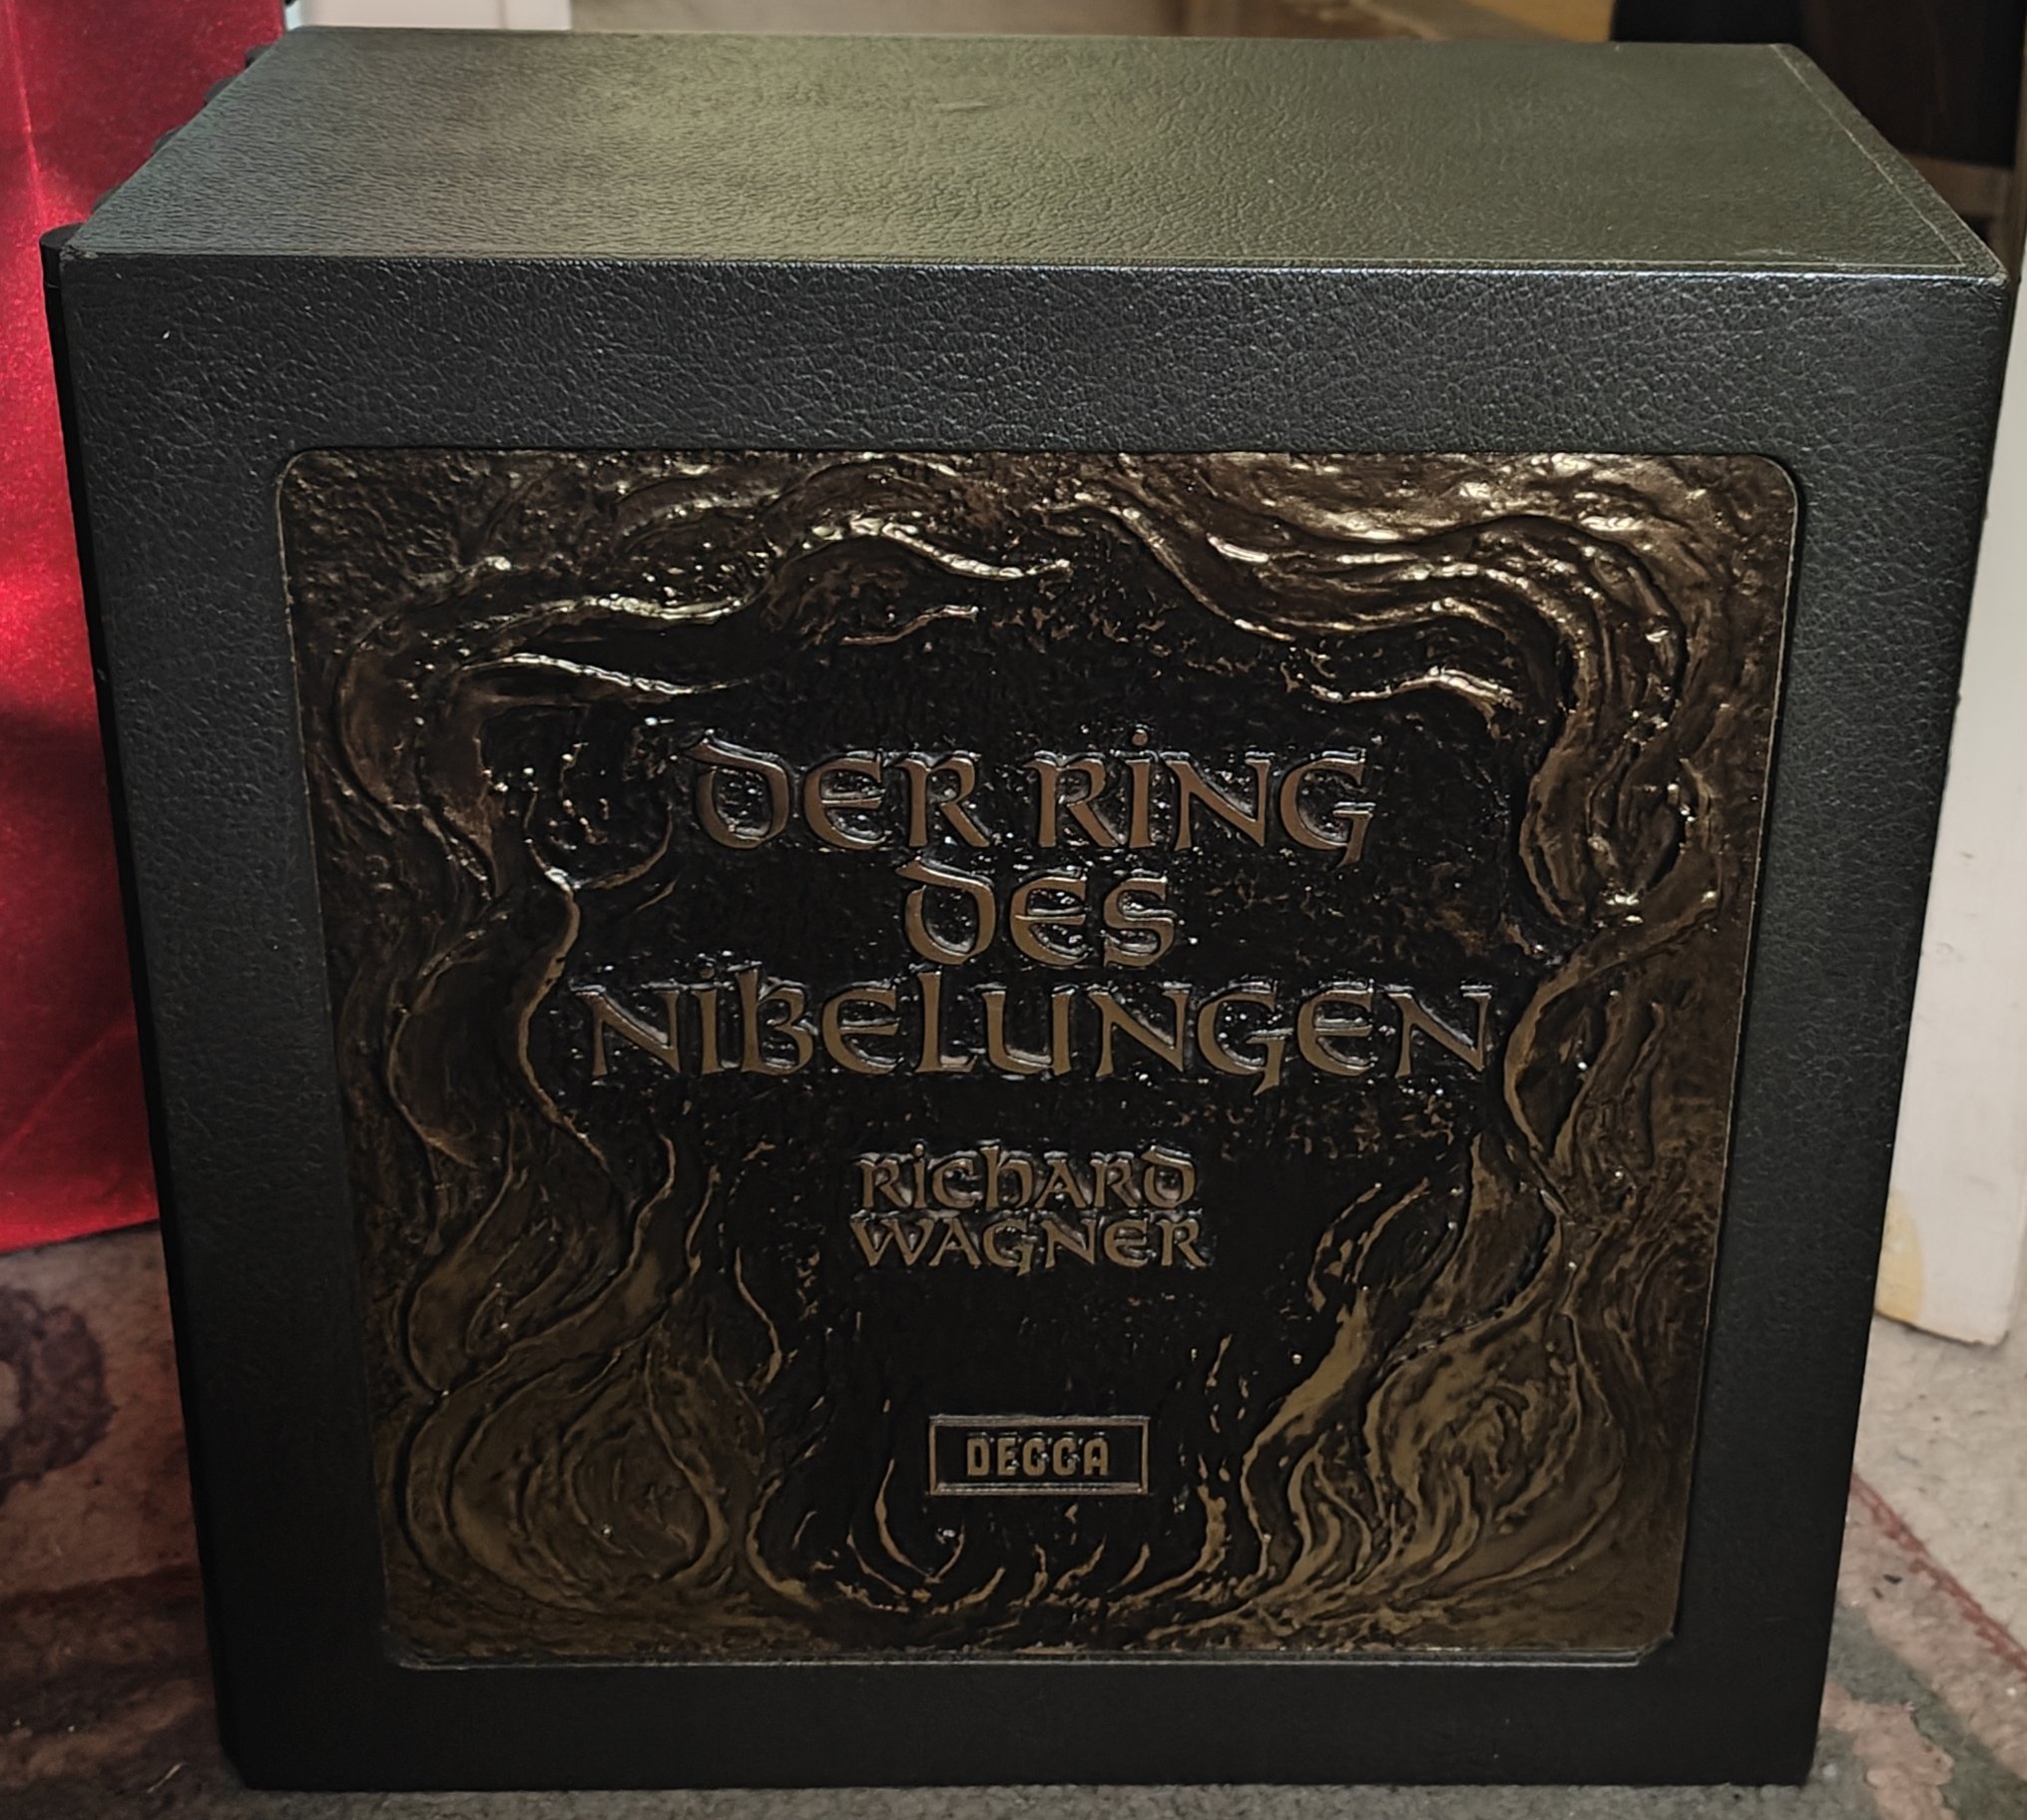 DER RING
DES
NIBELUNGEN
RICHARD
WAGNER
DECCA